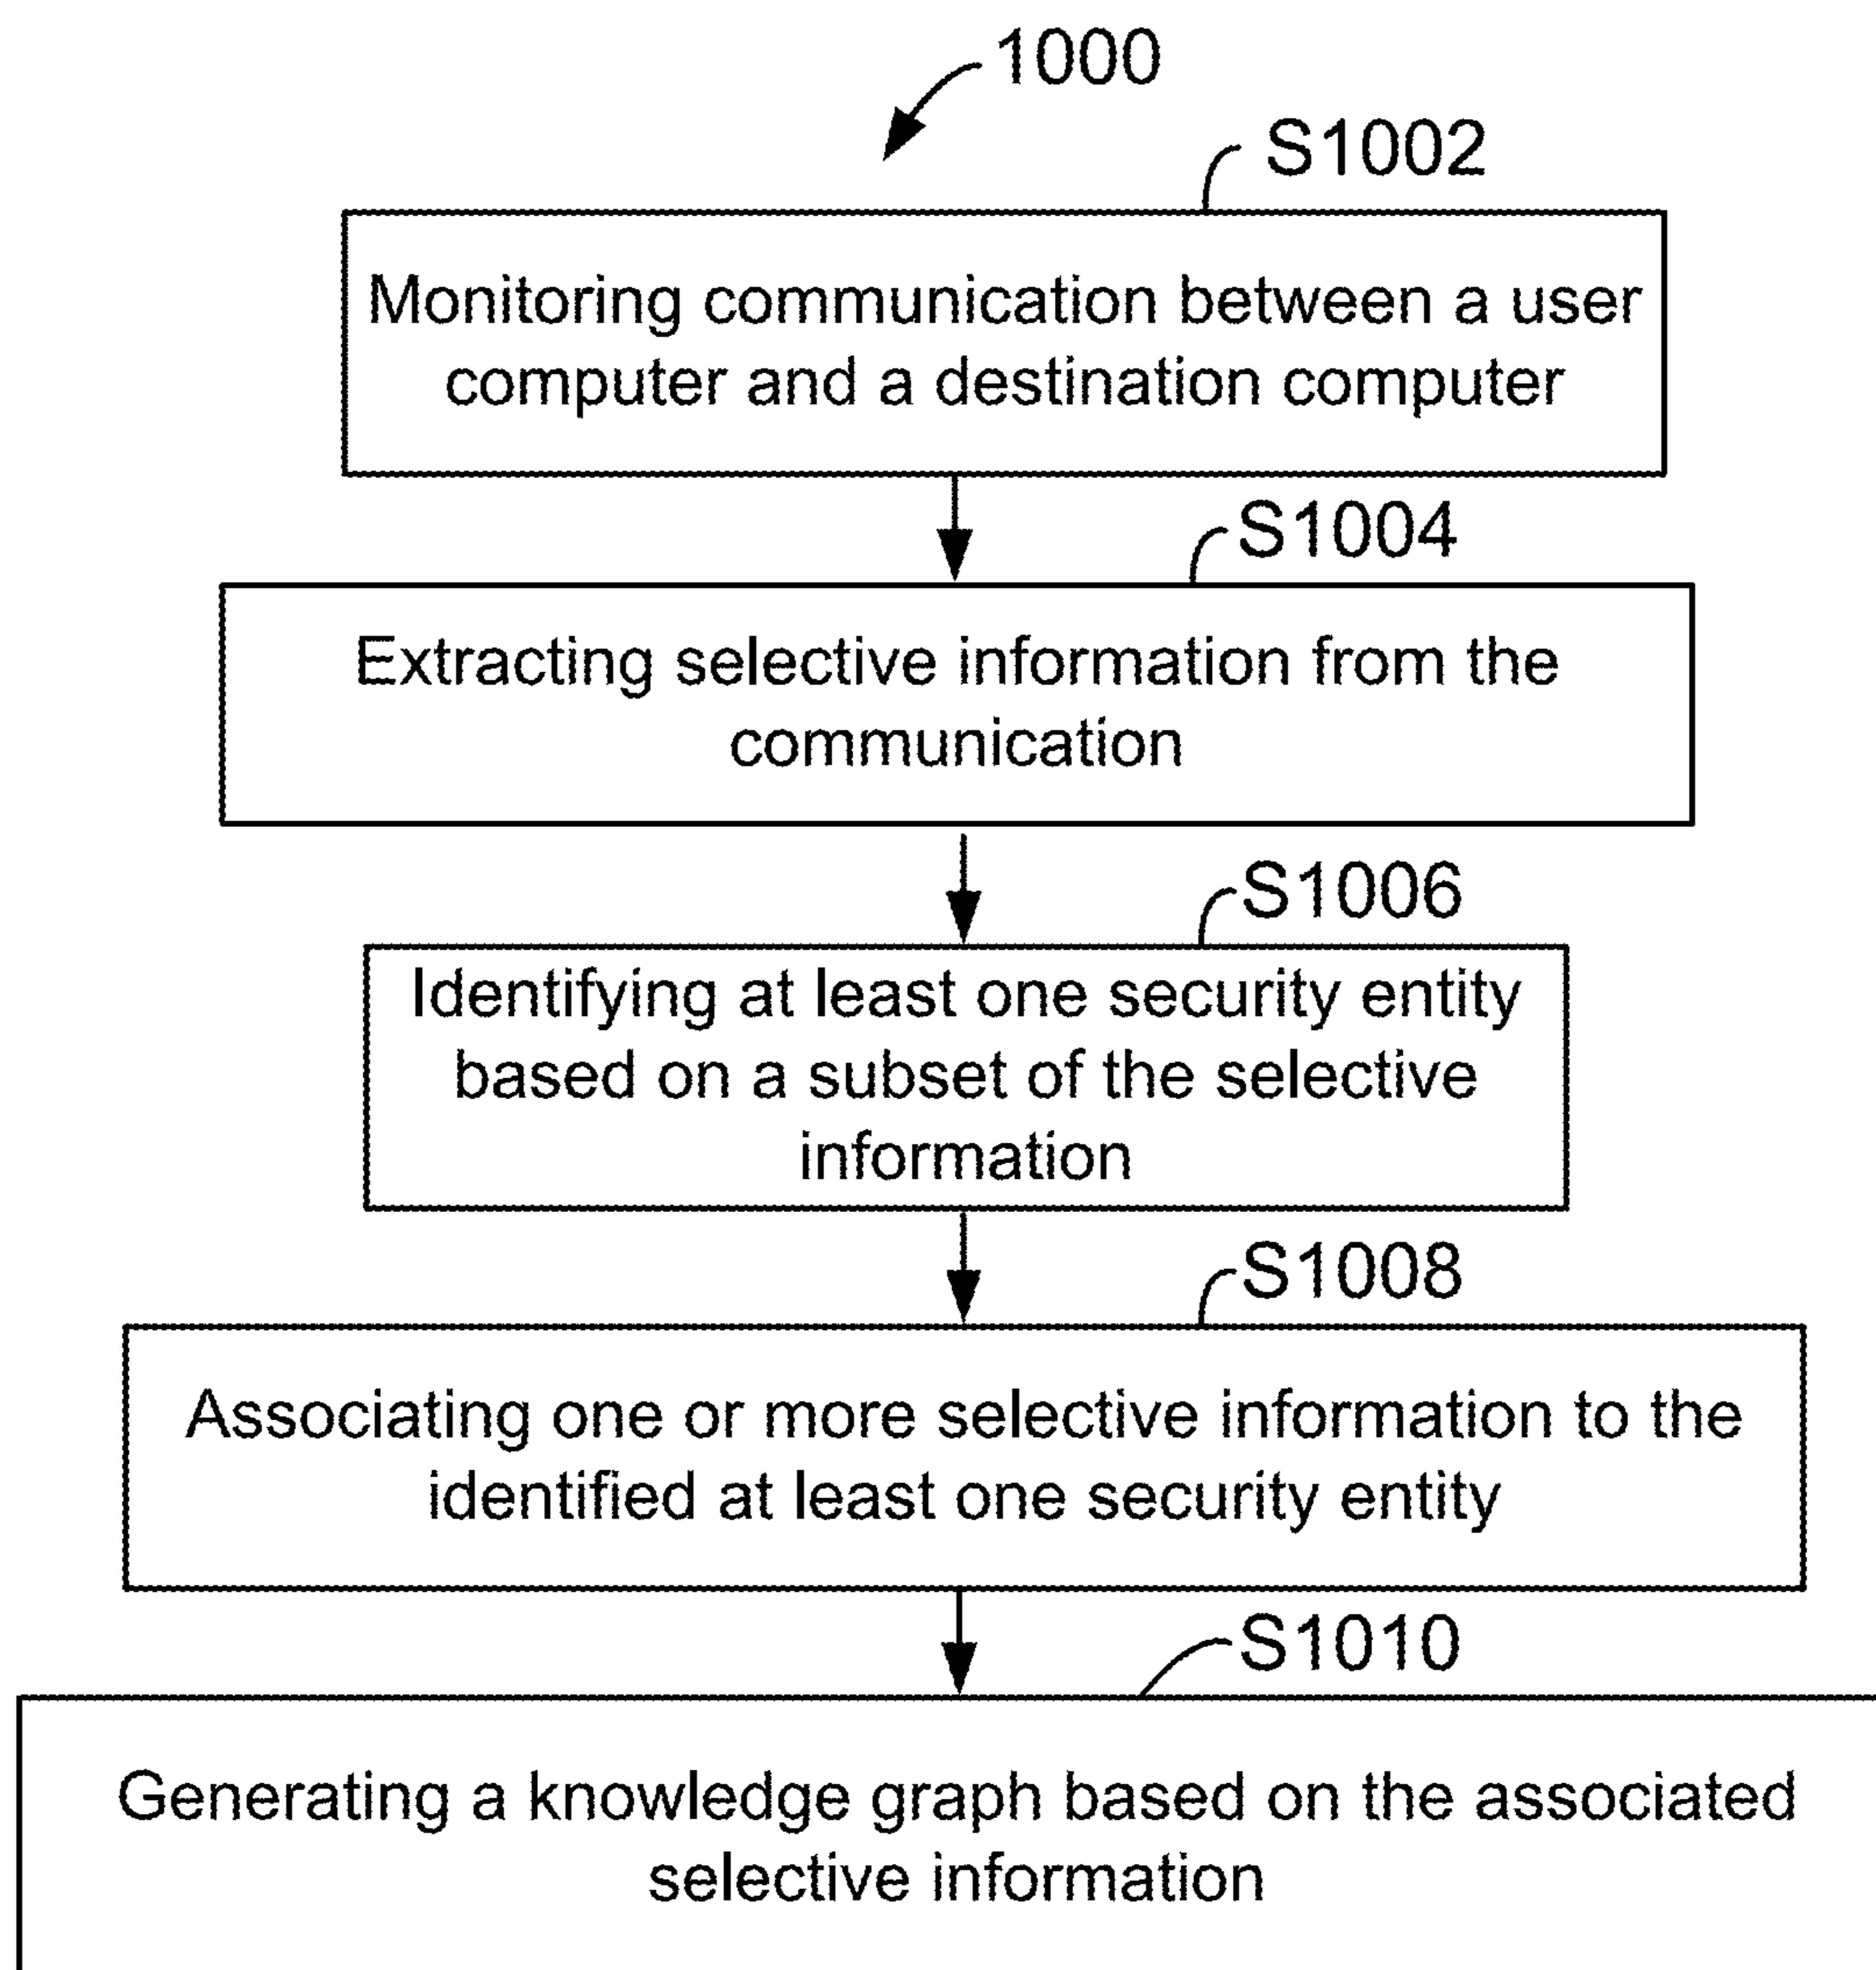 1000
S1002
Monitoring communication between a user
computer and a destination computer
S1004
Extracting selective information from the
communication
S1006
Identifying at least one security entity
based on a subset of the selective
information
S1008
Associating one or more selective information to the
identified at least one security entity
S1010
Generating a knowledge graph based on the associated
selective information